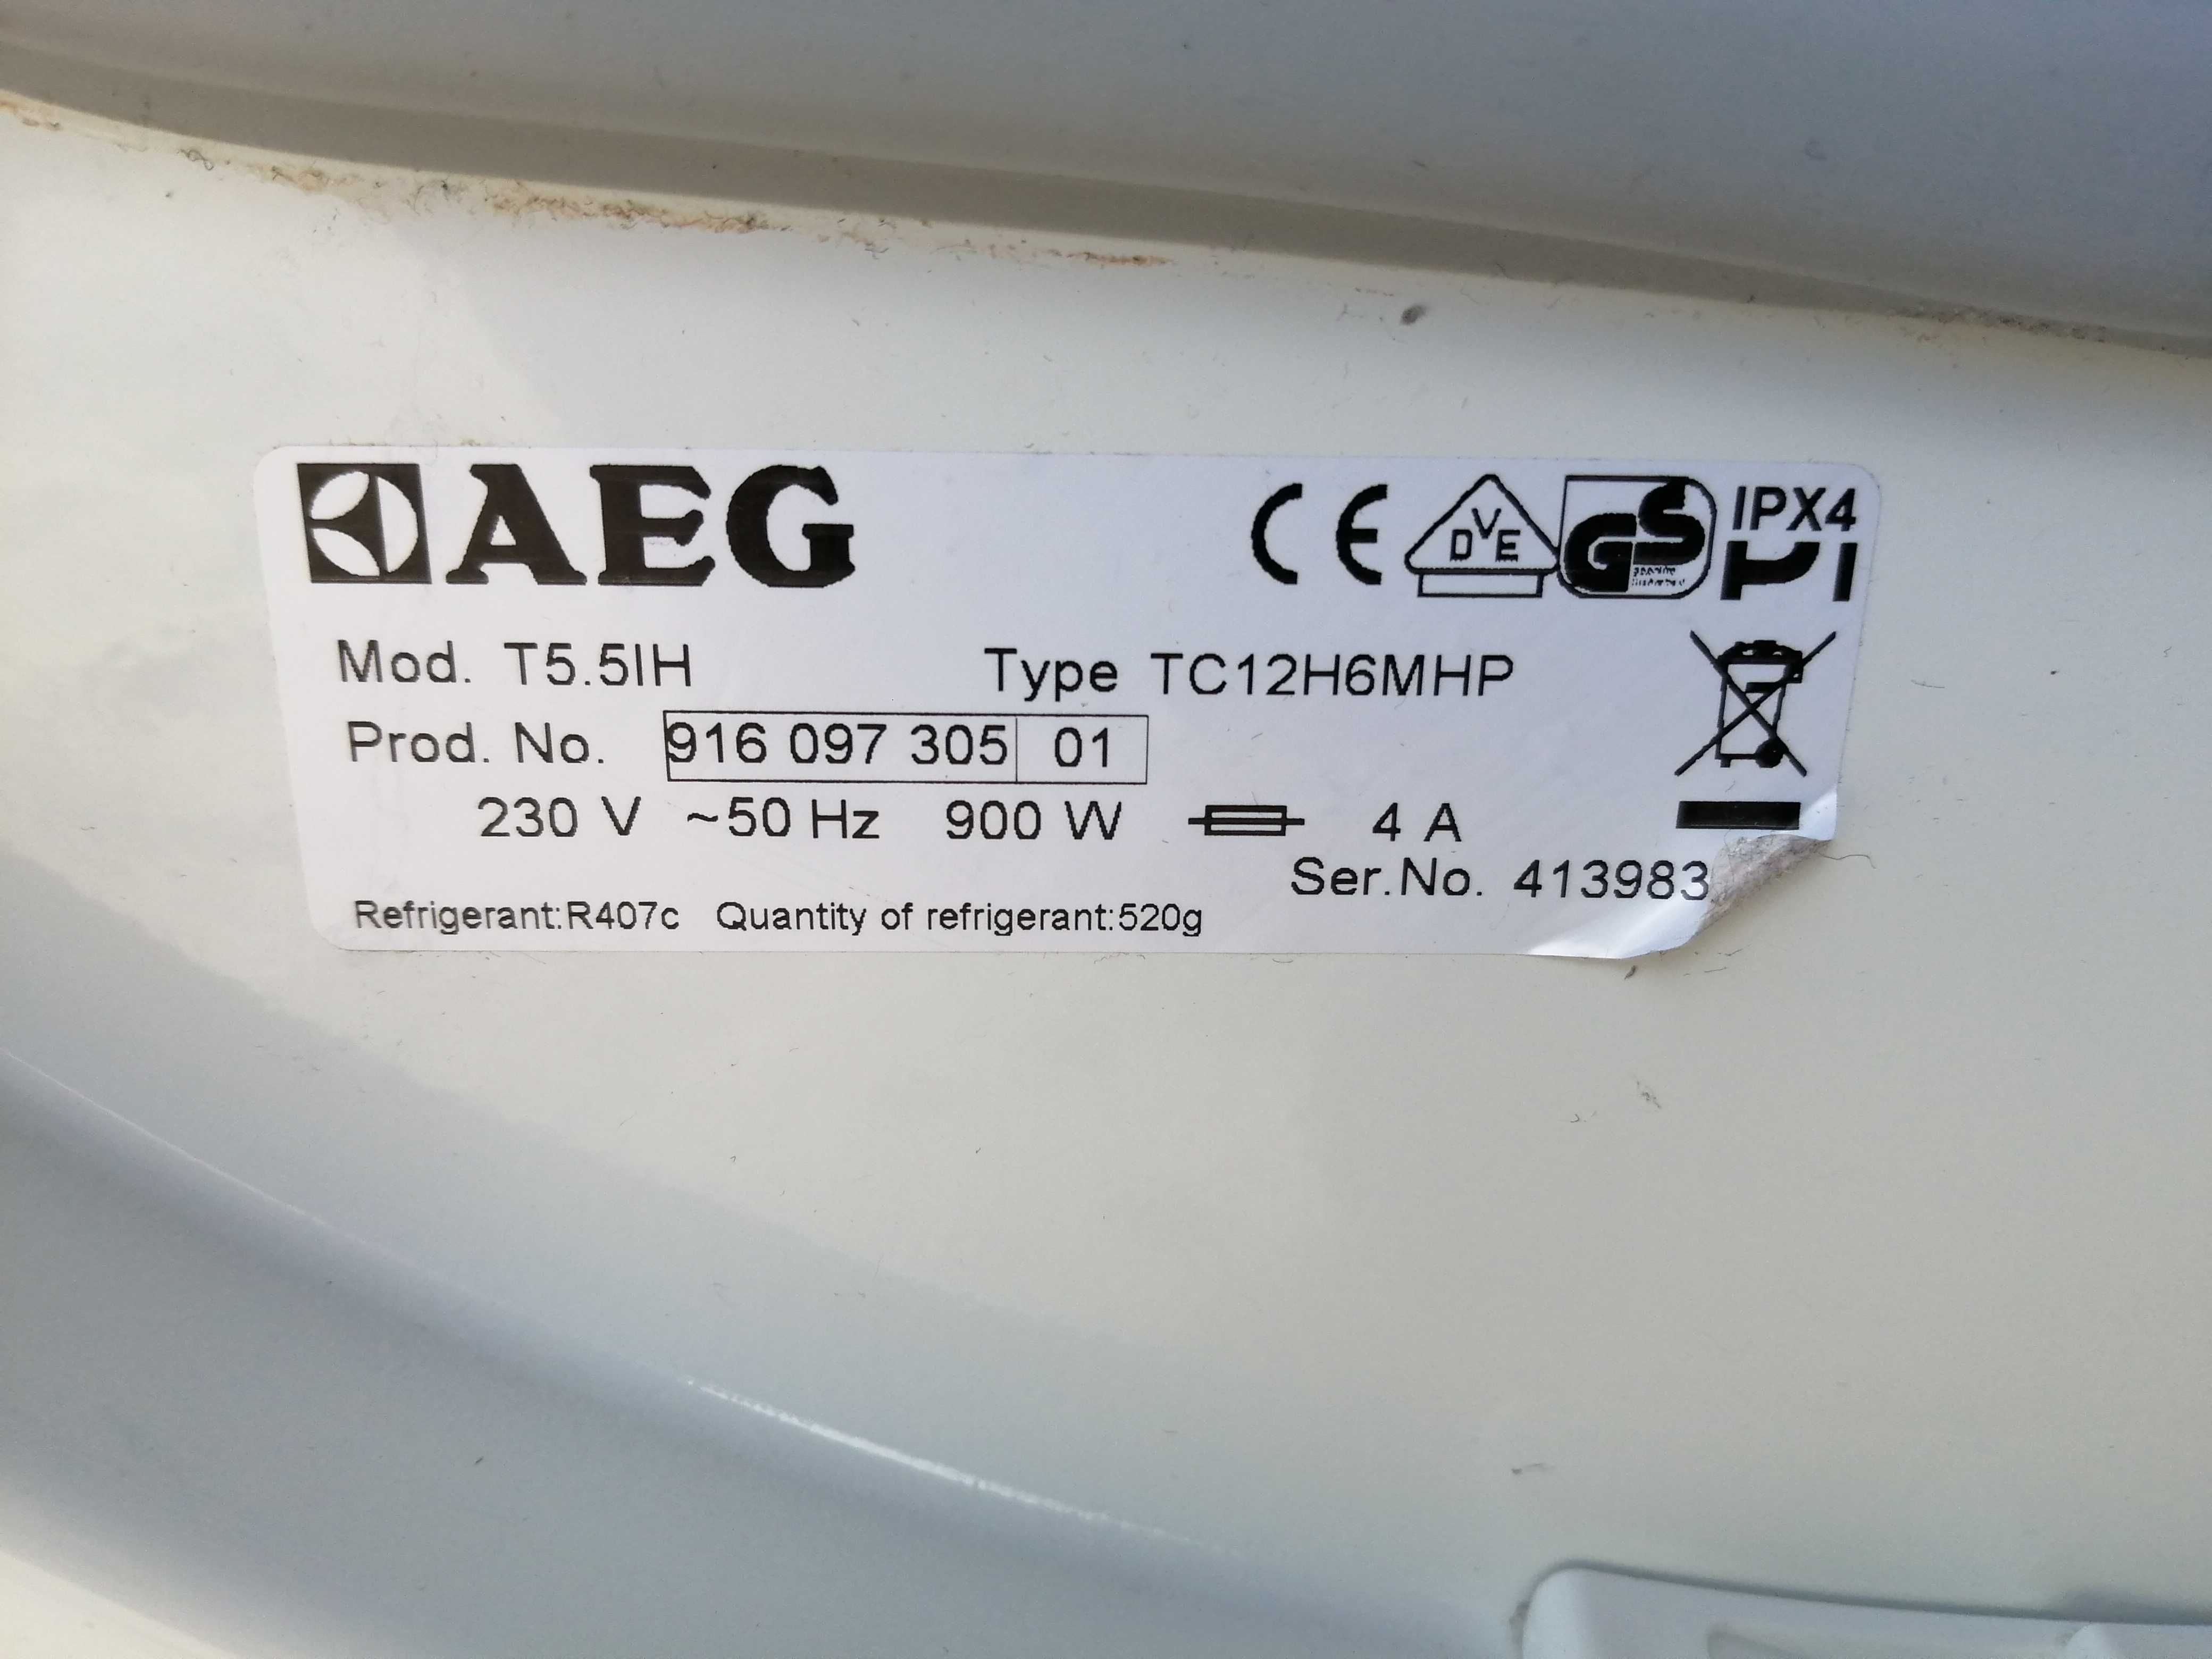 AEG
CE DVE GS IPX4
Mod. T5.5IH Type TC12H6MHP
Prod. No. 916 097 305 01
230 V ~50 Hz 900 W 4 A
Ser.No. 413983
Refrigerant:R407c Quantity of refrigerant:520g